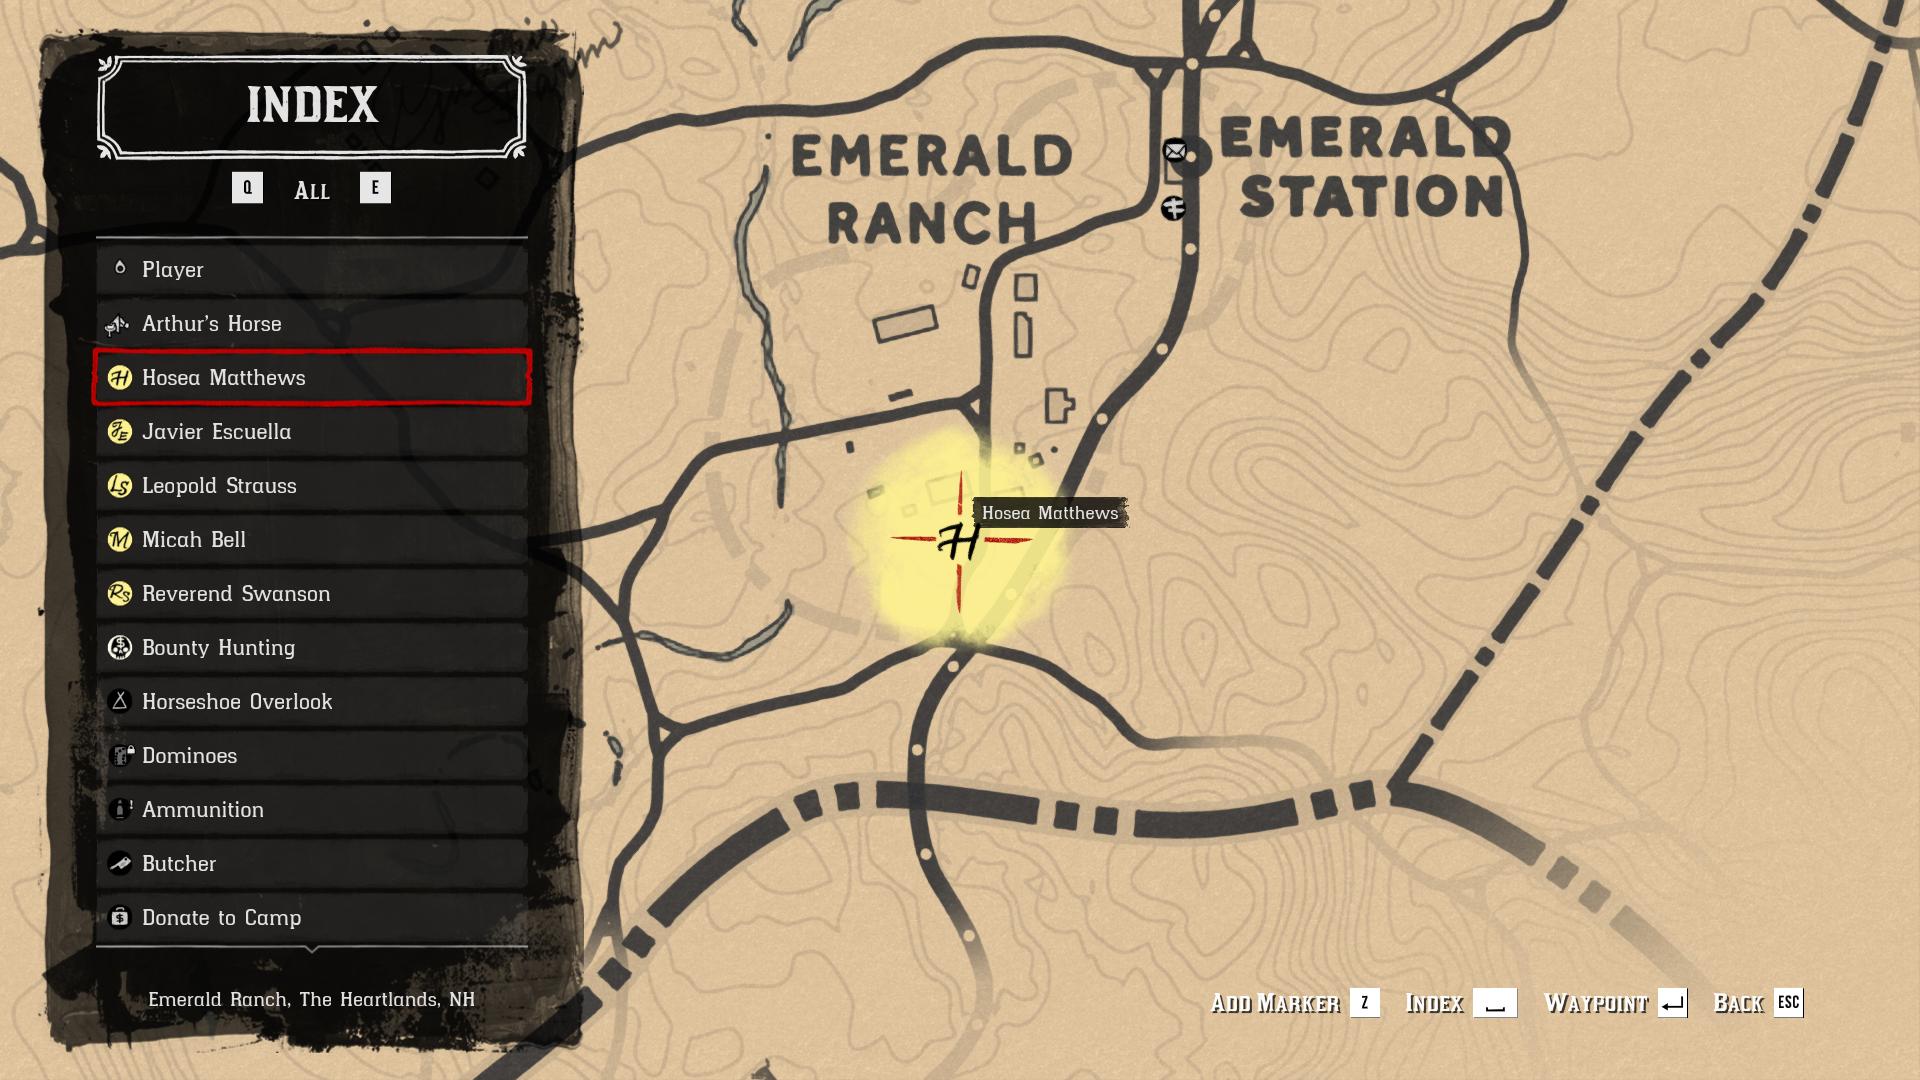 INDEX
Q ALL E
Player
Arthur's Horse
Hosea Matthews
Javier Escuella
Leopold Strauss
Micah Bell
Reverend Swanson
Bounty Hunting
Horseshoe Overlook
Dominoes
Ammunition
Butcher
Donate to Camp
Emerald Ranch, The Heartlands, NH
EMERALD
RANCH
EMERALD
STATION
Hosea Matthews
H
ADD MARKER Z INDEX WAYPOINT BACK ESC